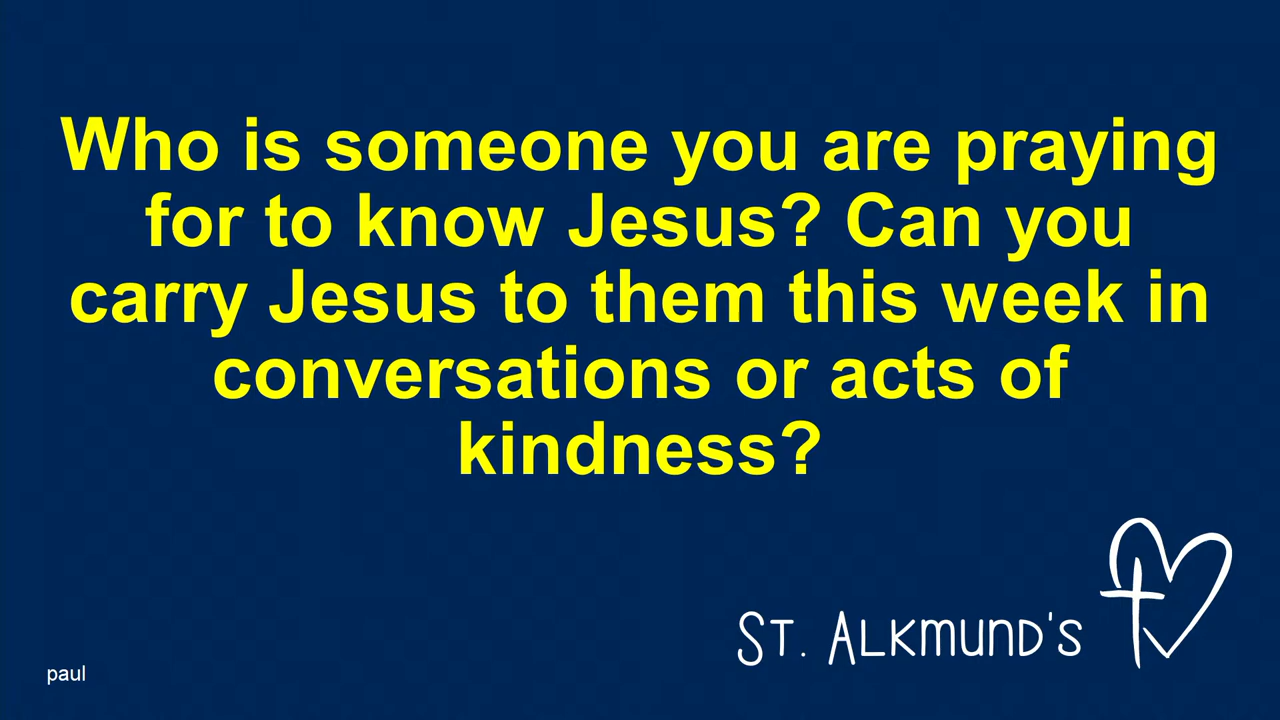 Who is someone you are praying
for to know Jesus? Can you
carry Jesus to them this week in
conversations or acts of
kindness?
ST. ALKMUND'S
paul